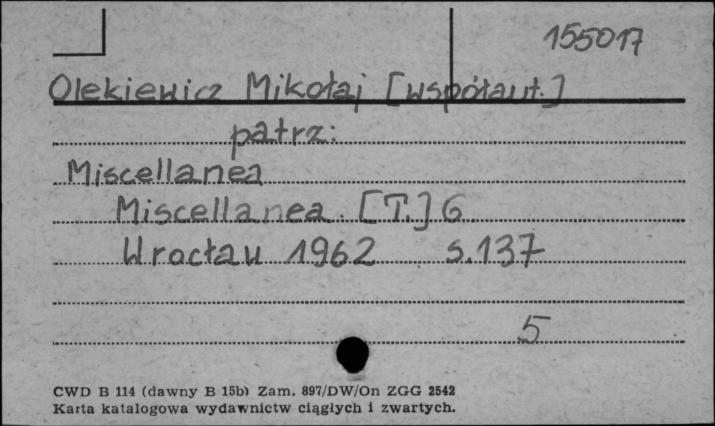 155017
Olekiewicz Mikołaj [współaut.]
patrz:
Miscellanea
Miscellanea. [T.] 6
Wrocław 1962 s. 137
5
CWD B 114 (dawny B 15b) Zam. 897/DW/On ZGG 2542
Karta katalogowa wydawnictw ciągłych i zwartych.